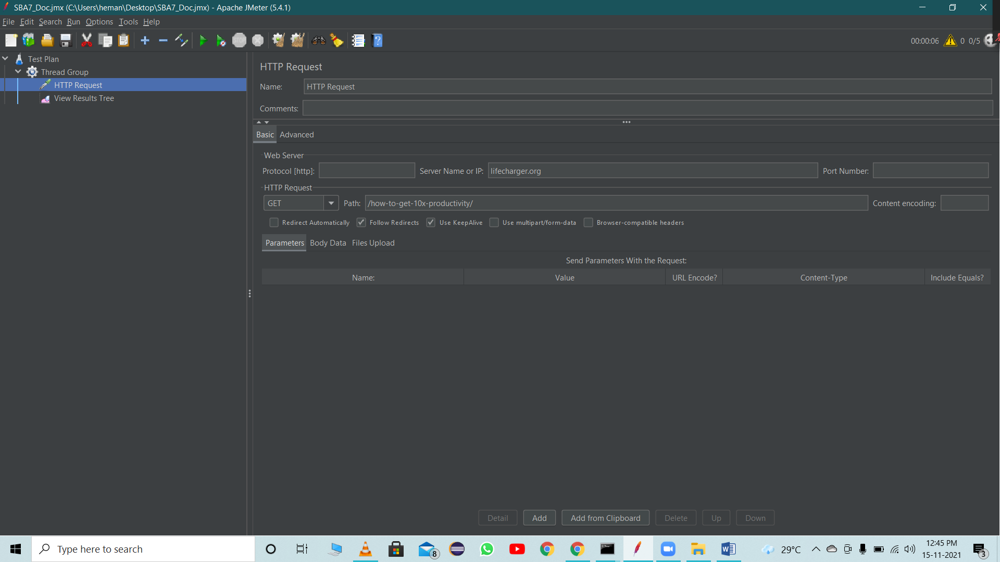 SBA7_Doc.jmx (C:\Users\heman\Desktop\SBA7_Doc.jmx) - Apache JMeter (5.4.1)
File Edit Search Run Options Tools Help
STOP 00:00:06 0 0/5
Test Plan
Thread Group
HTTP Request
View Results Tree
HTTP Request
Name: HTTP Request
Comments:
Basic Advanced
Web Server
Protocol [http]: Server Name or IP: lifecharger.org Port Number:
HTTP Request
GET Path: /how-to-get-10x-productivity/ Content encoding:
Redirect Automatically Follow Redirects Use KeepAlive Use multipart/form-data Browser-compatible headers
Parameters Body Data Files Upload
Send Parameters With the Request:
Name: Value URL Encode? Content-Type Include Equals?
Detail Add Add from Clipboard Delete Up Down
Type here to search 8 29°C 12:45 PM
15-11-2021 3